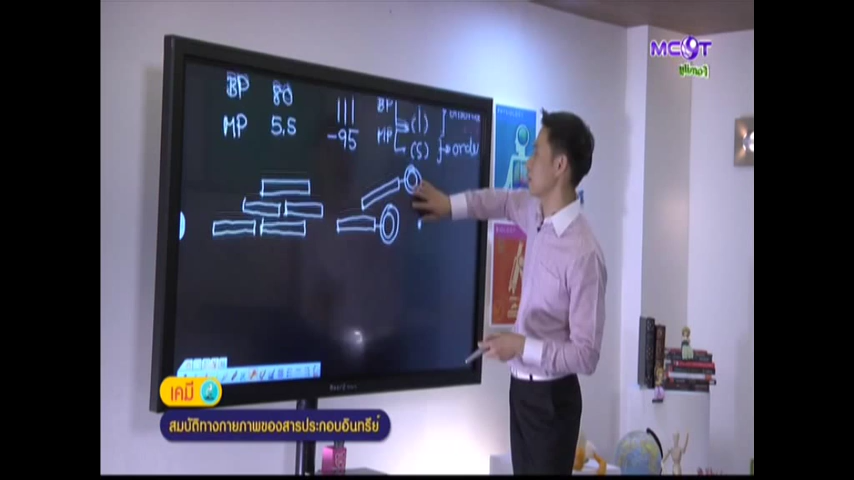 MCOT
Family
BP 80 111 BP (l)
MP 5.5 -95 MP (s) → orde
เคมี
สมบัติทางกายภาพของสารประกอบอินทรีย์